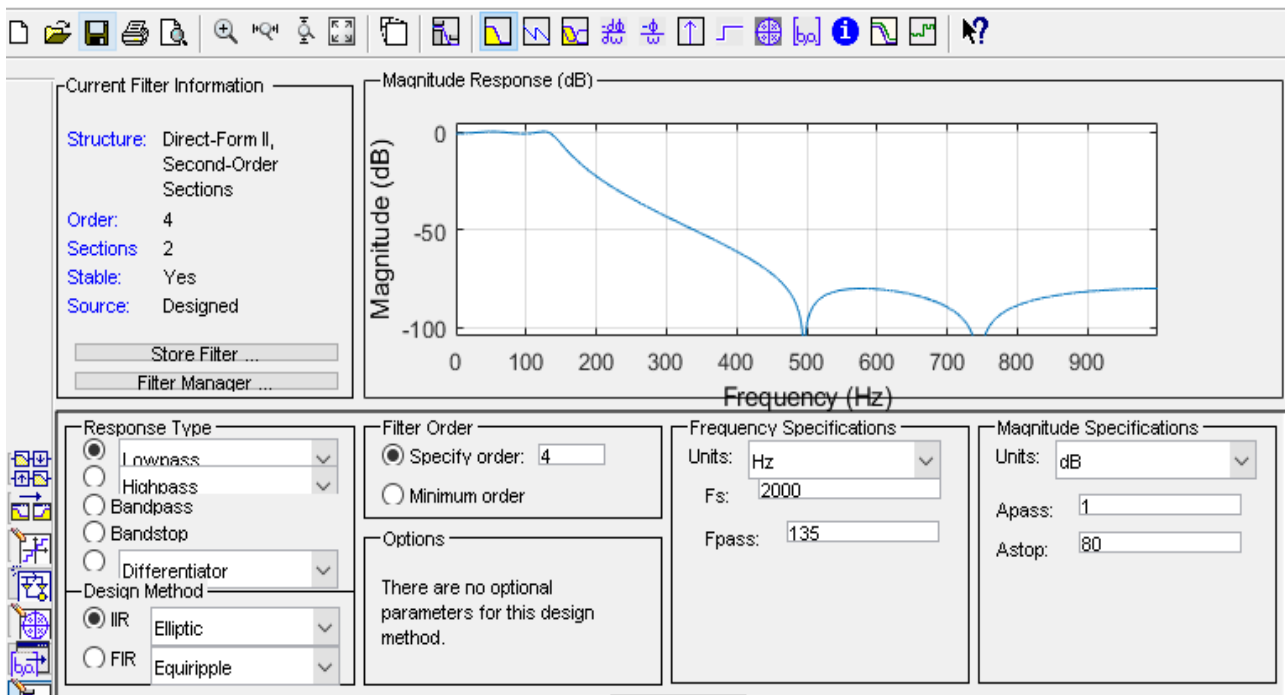 Current Filter Information
Structure: Direct-Form II,
Second-Order
Sections
Order: 4
Sections 2
Stable: Yes
Source: Designed
Store Filter ...
Filter Manager ...
Magnitude Response (dB)
Magnitude (dB)
0
-50
-100
0 100 200 300 400 500 600 700 800 900
Frequency (Hz)
Response Type
Lowpass
Highpass
Bandpass
Bandstop
Differentiator
Design Method
IIR Elliptic
FIR Equiripple
Filter Order
Specify order: 4
Minimum order
Options
There are no optional
parameters for this design
method.
Frequency Specifications
Units: Hz
Fs: 2000
Fpass: 135
Magnitude Specifications
Units: dB
Apass: 1
Astop: 80